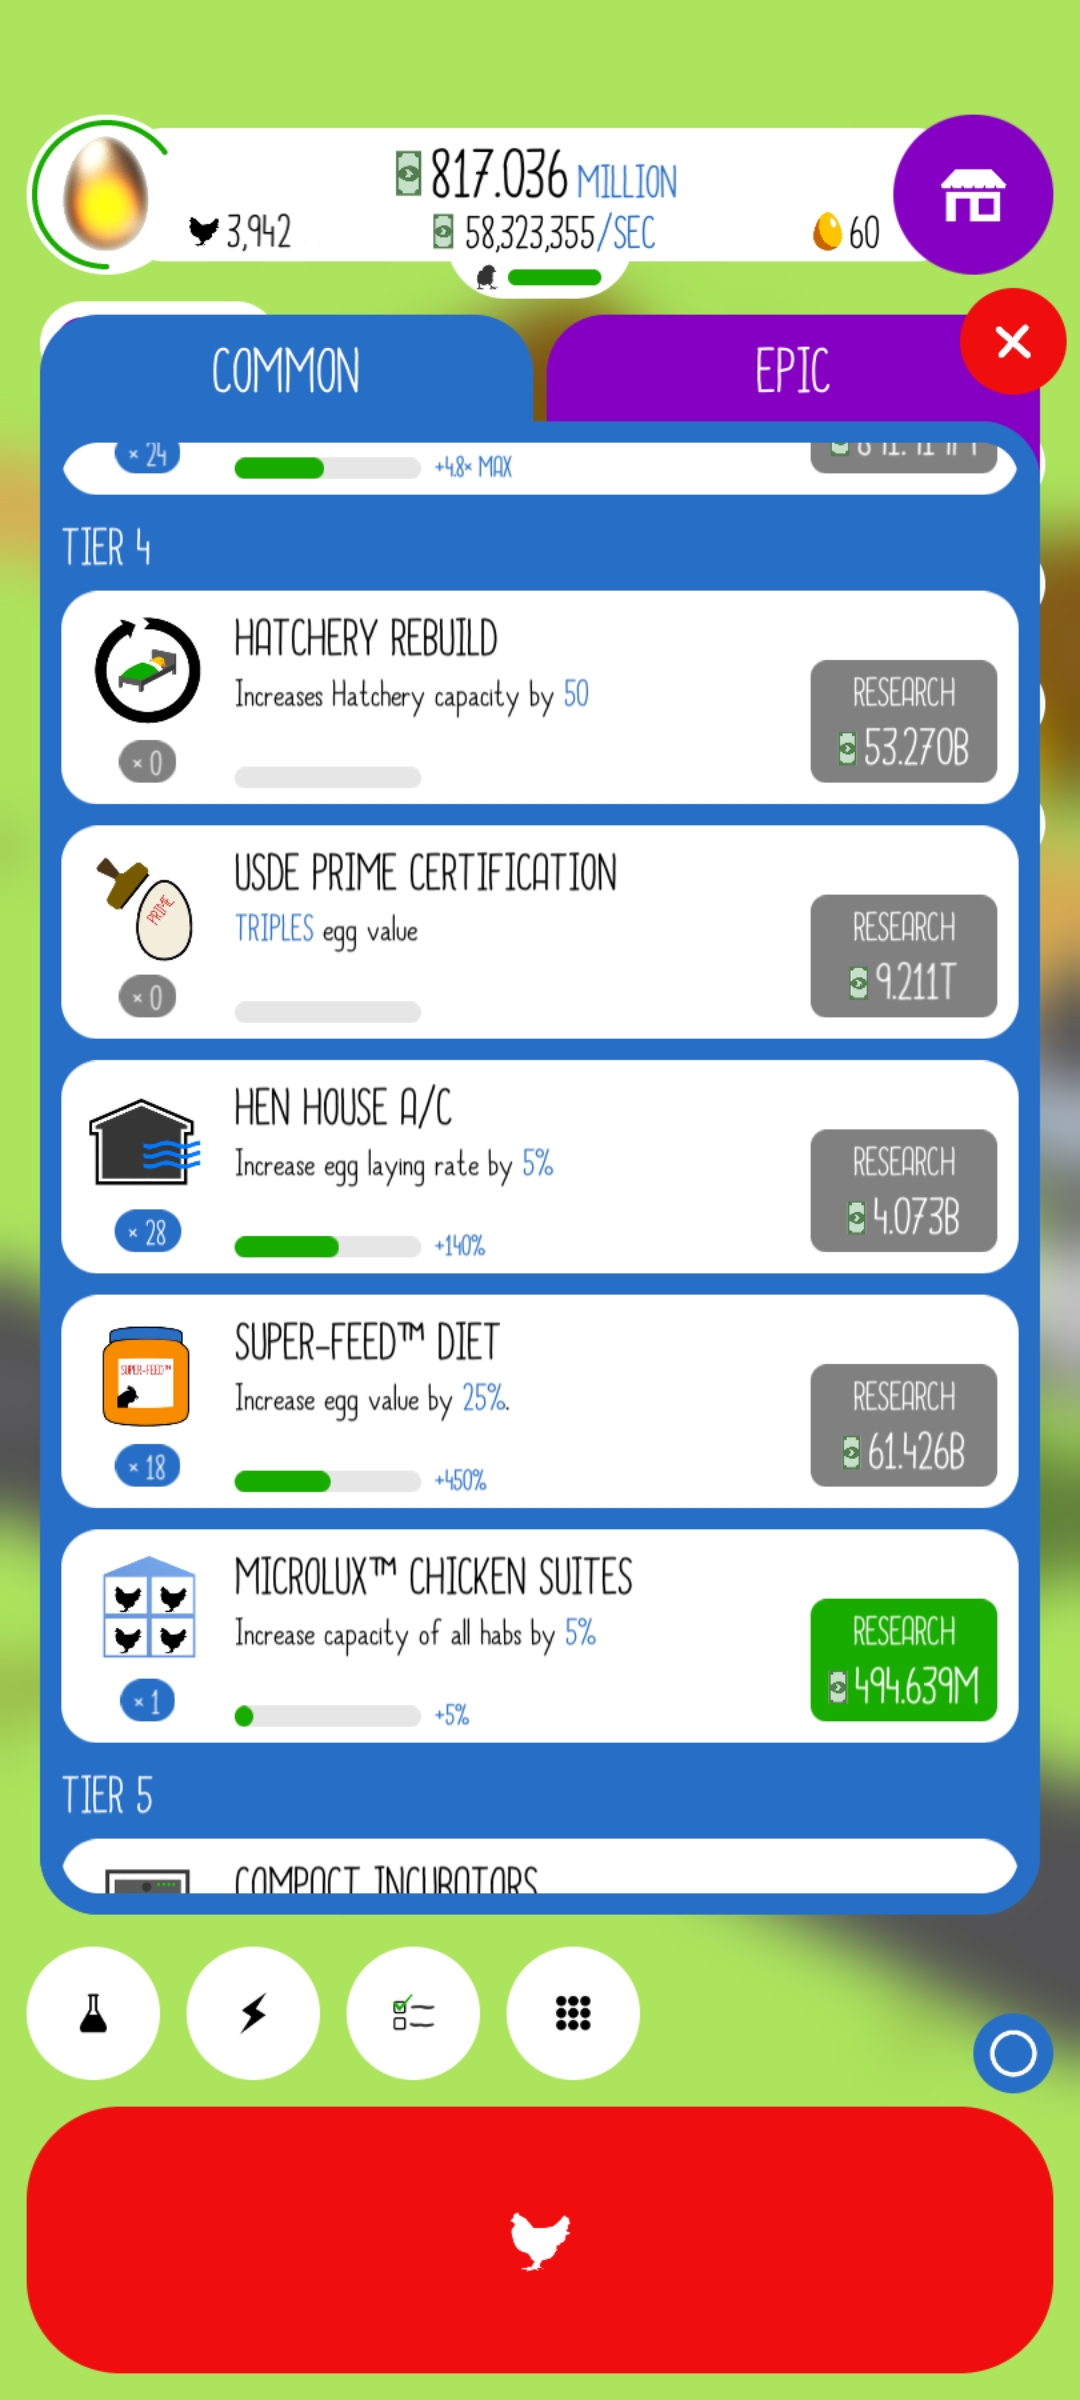 817.036 MILLION
3,942
58,323,355/SEC
60
COMMON
EPIC
× 24
+4.8× MAX
TIER 4
HATCHERY REBUILD
Increases Hatchery capacity by 50
× 0
RESEARCH
53.270B
USDE PRIME CERTIFICATION
TRIPLES egg value
PRIME
× 0
RESEARCH
9.211T
HEN HOUSE A/C
Increase egg laying rate by 5%
× 28
+140%
RESEARCH
4.073B
SUPER-FEED™ DIET
Increase egg value by 25%.
SUPER-FEED™
× 18
+450%
RESEARCH
61.426B
MICROLUX™ CHICKEN SUITES
Increase capacity of all habs by 5%
× 1
+5%
RESEARCH
494.639M
TIER 5
COMPACT INCUBATORS